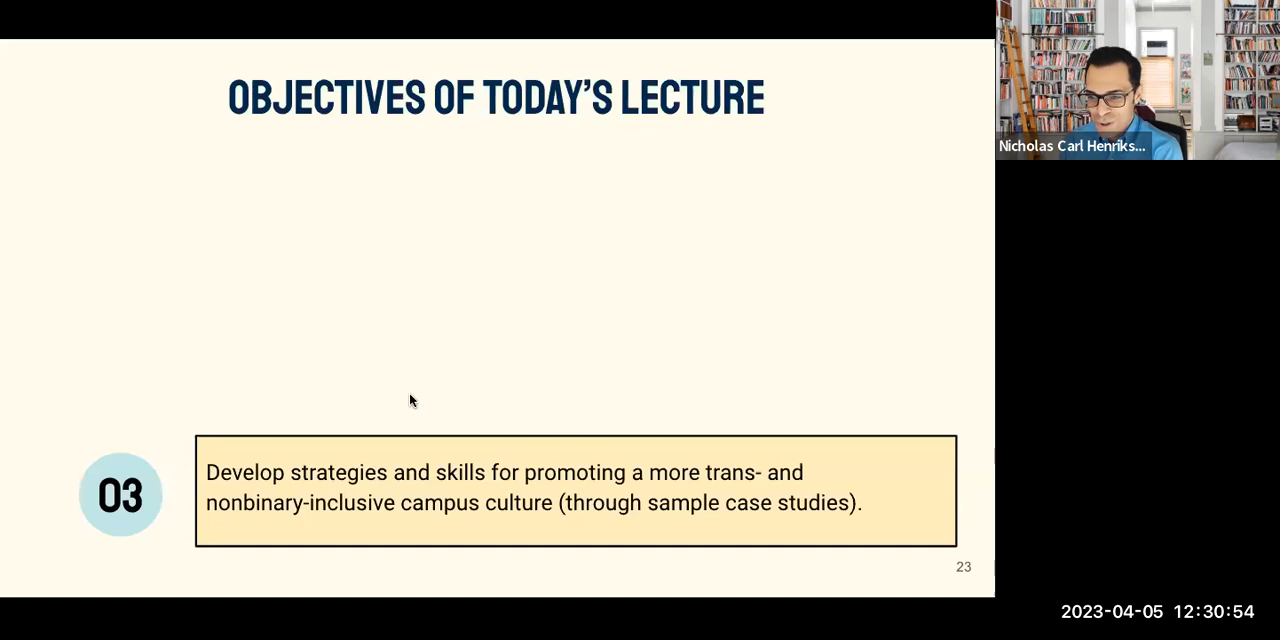 OBJECTIVES OF TODAY'S LECTURE
Nicholas Carl Henriks...
03
Develop strategies and skills for promoting a more trans- and
nonbinary-inclusive campus culture (through sample case studies).
23
2023-04-05 12:30:54